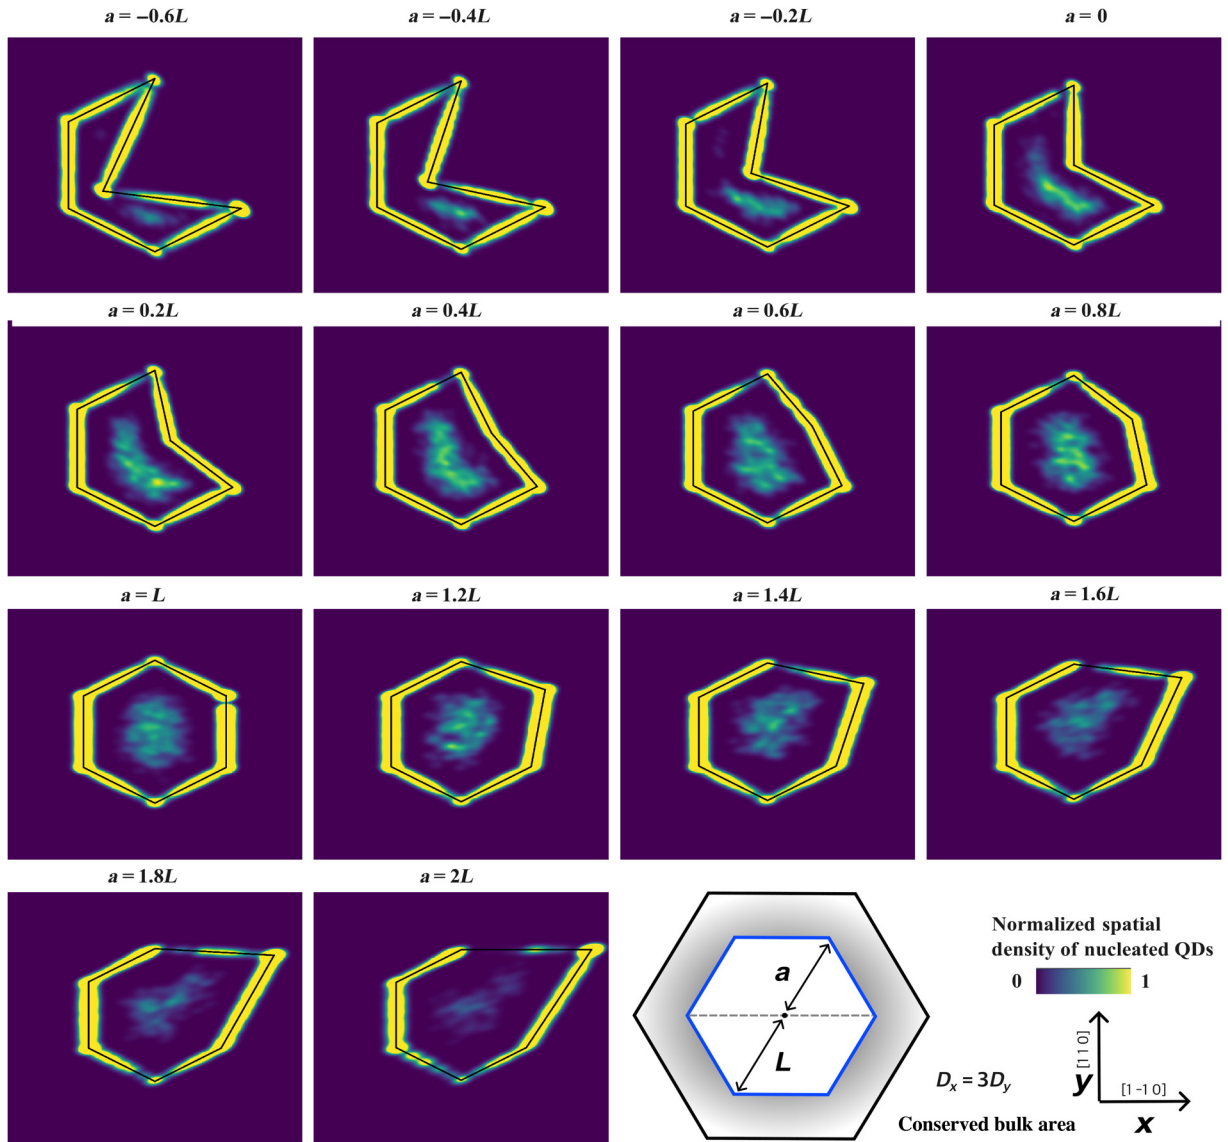 a = −0.6L
a = −0.4L
a = −0.2L
a = 0
a = 0.2L
a = 0.4L
a = 0.6L
a = 0.8L
a = L
a = 1.2L
a = 1.4L
a = 1.6L
a = 1.8L
a = 2L
a
L
Dx = 3Dy
Conserved bulk area
Normalized spatial
density of nucleated QDs
0 1
y [1 1 0]
[1 -1 0]
x